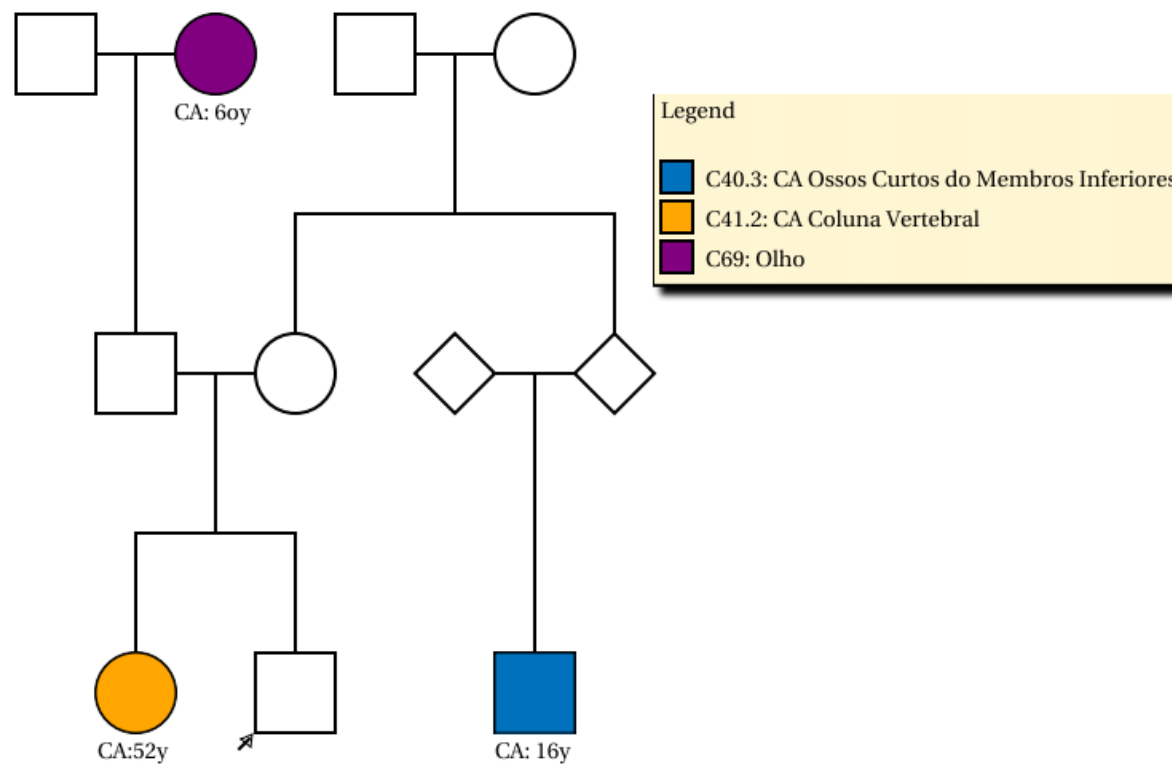 CA: 6oy
Legend
C40.3: CA Ossos Curtos do Membros Inferiores
C41.2: CA Coluna Vertebral
C69: Olho
CA:52y
CA: 16y